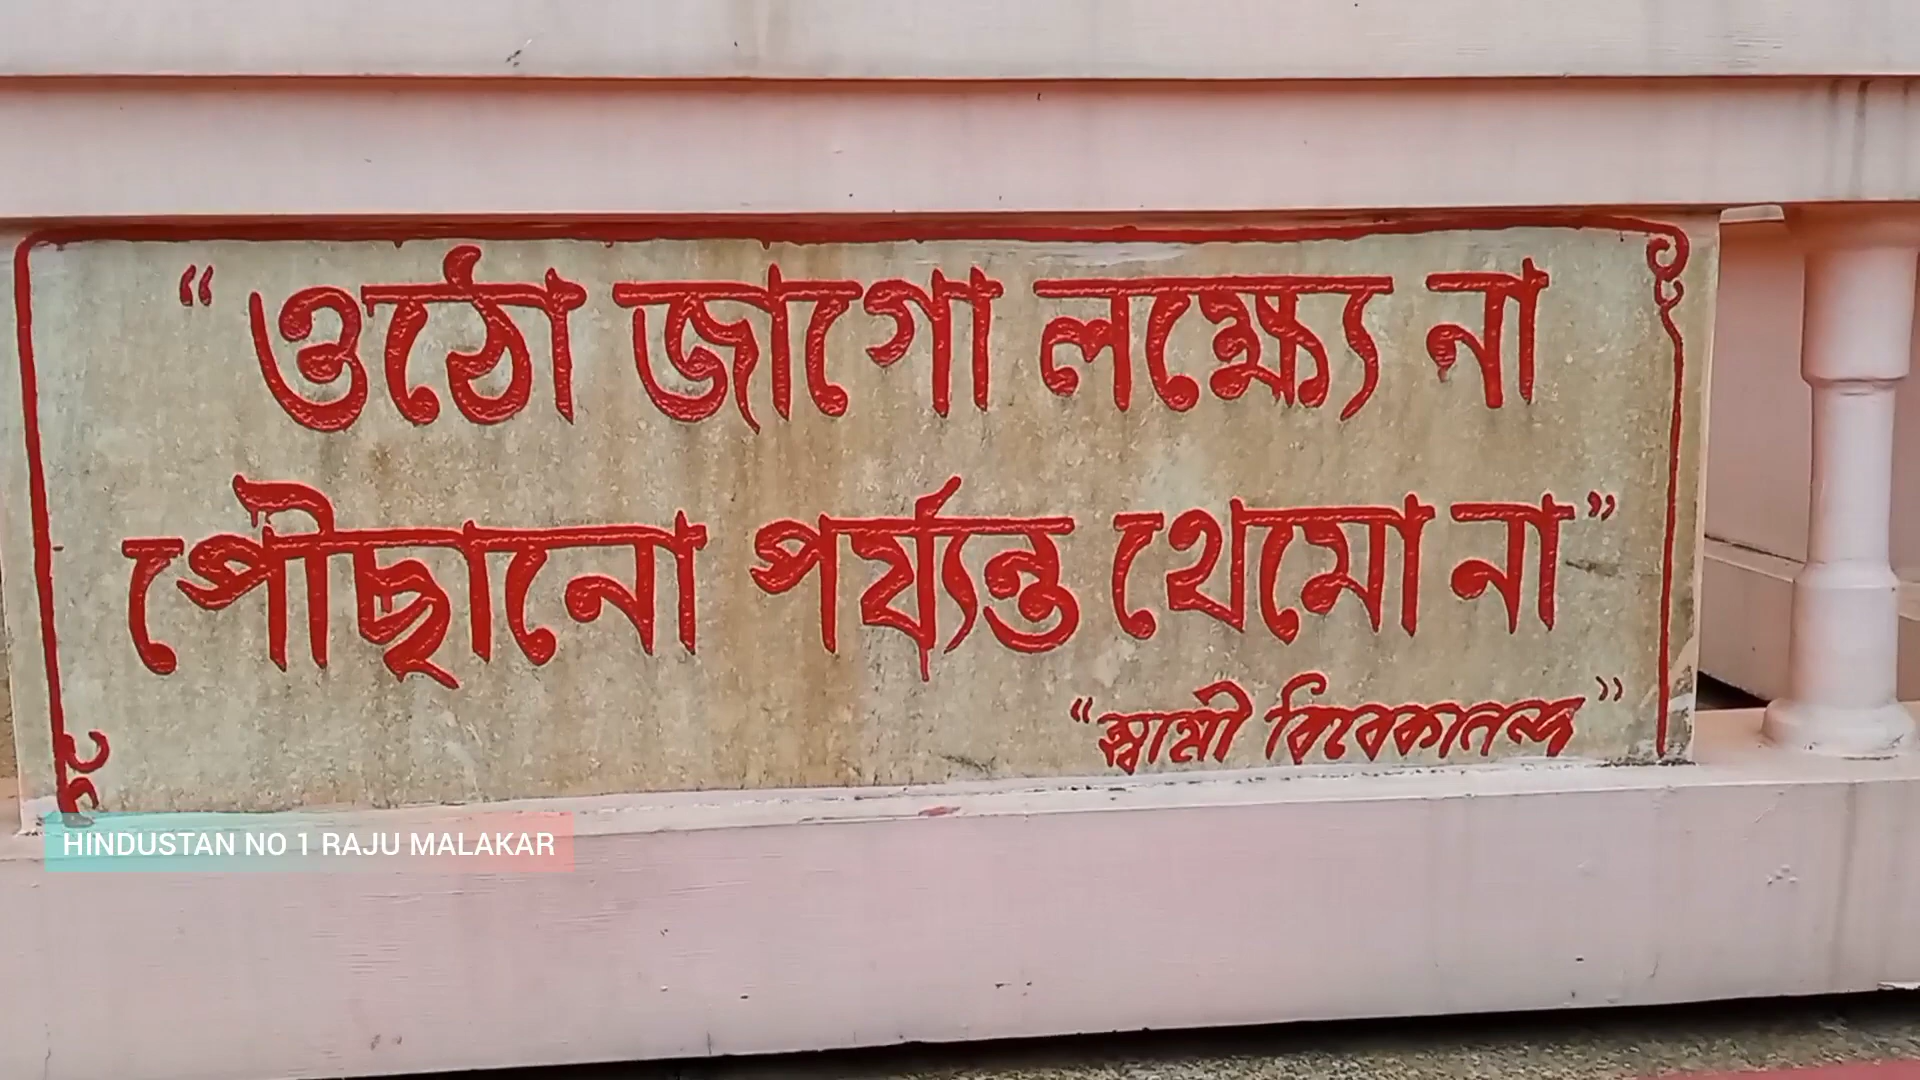 “ ওঠো জাগো লক্ষ্যে না
পৌছানো পর্য্যন্ত থেমো না”
“স্বামী বিবেকানন্দ”
HINDUSTAN NO 1 RAJU MALAKAR